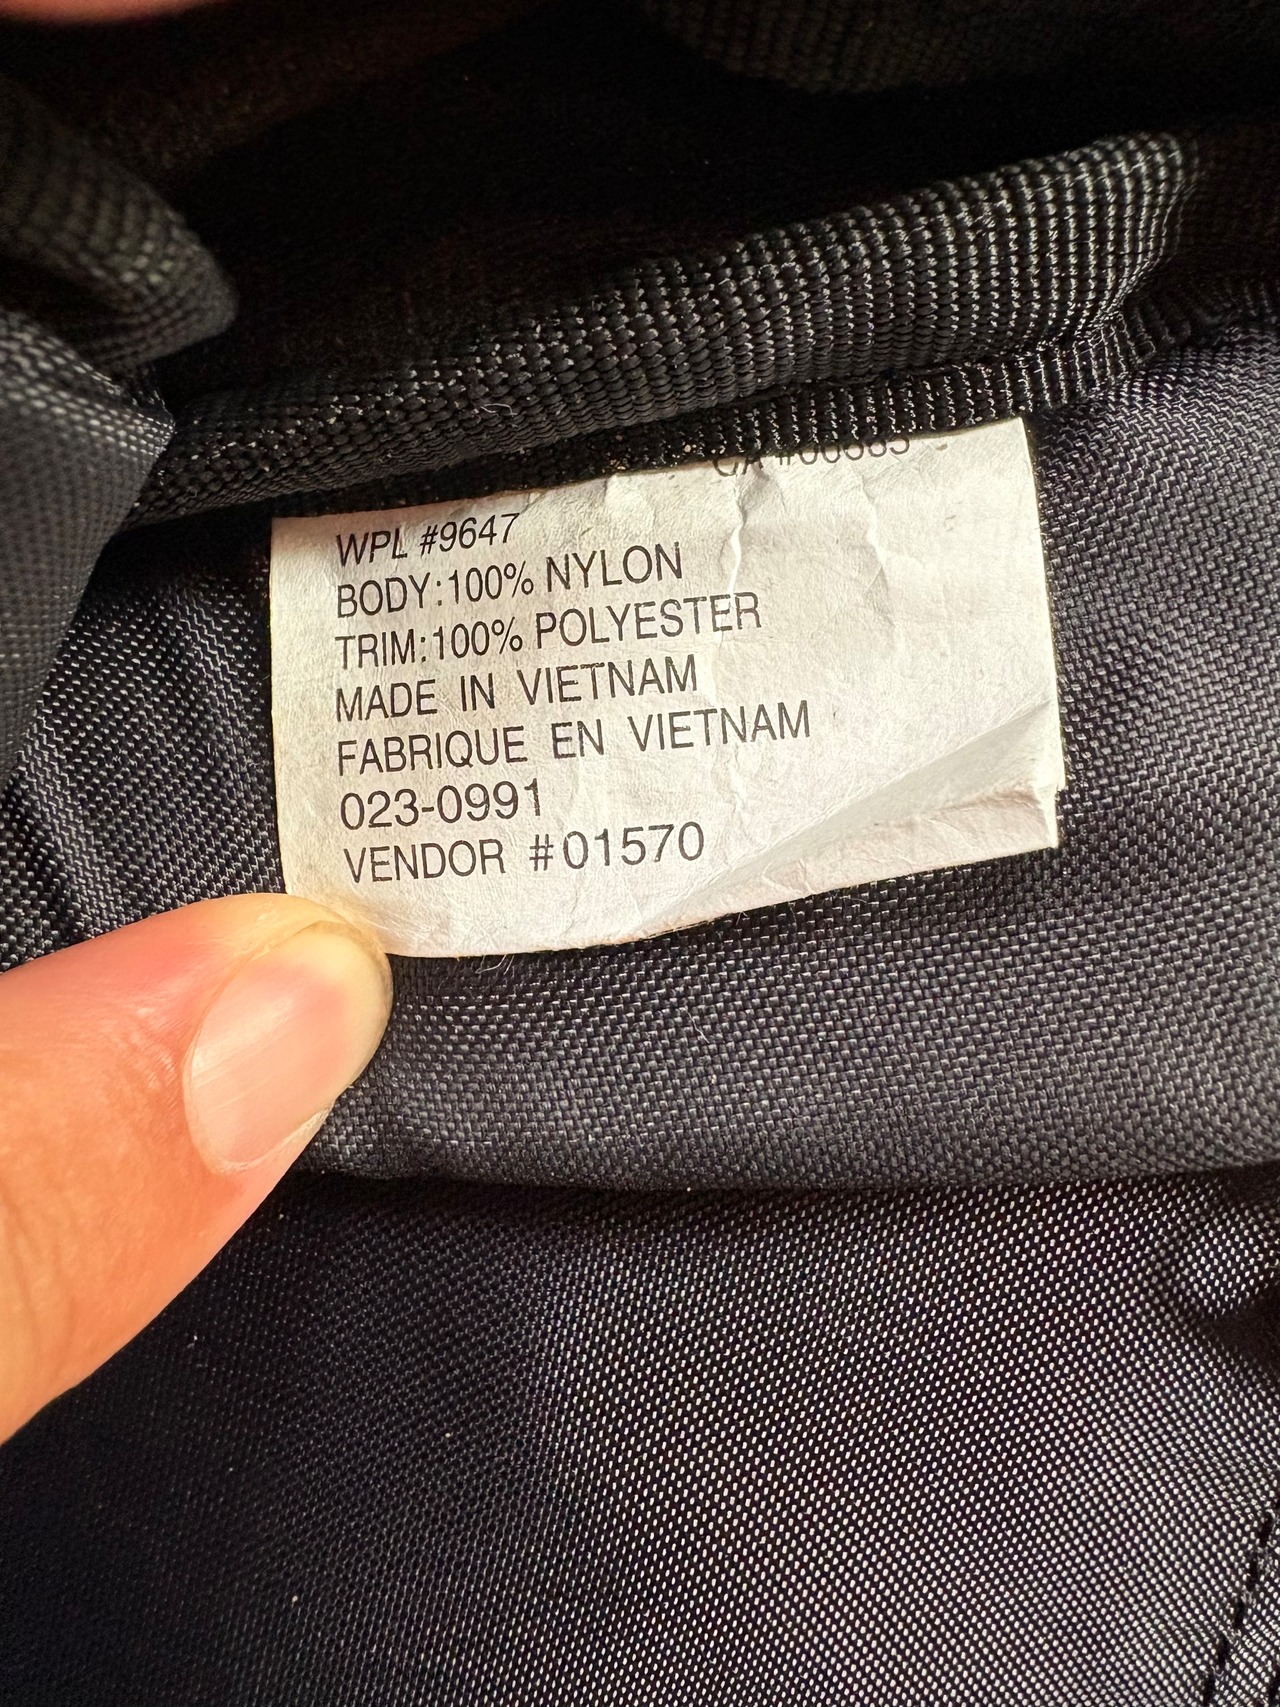 WPL #9647
BODY:100% NYLON
TRIM:100% POLYESTER
MADE IN VIETNAM
FABRIQUE EN VIETNAM
023-0991
VENDOR #01570